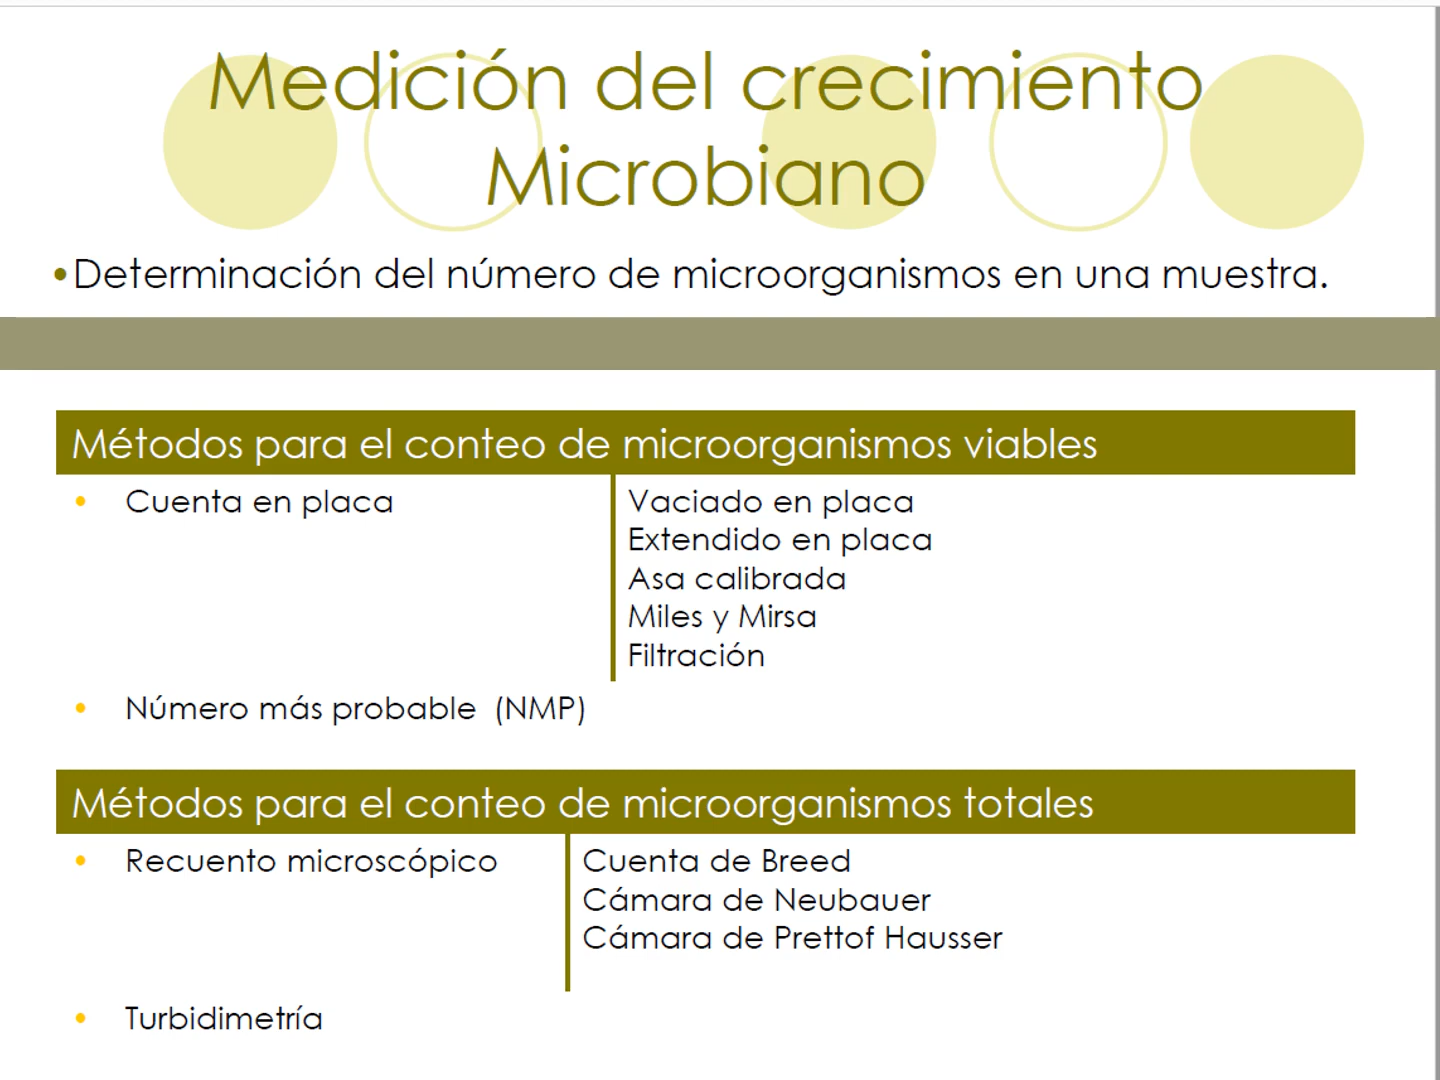 Medición del crecimiento
Microbiano
•Determinación del número de microorganismos en una muestra.
Métodos para el conteo de microorganismos viables
• Cuenta en placa
Vaciado en placa
Extendido en placa
Asa calibrada
Miles y Mirsa
Filtración
• Número más probable (NMP)
Métodos para el conteo de microorganismos totales
• Recuento microscópico
Cuenta de Breed
Cámara de Neubauer
Cámara de Prettof Hausser
• Turbidimetría